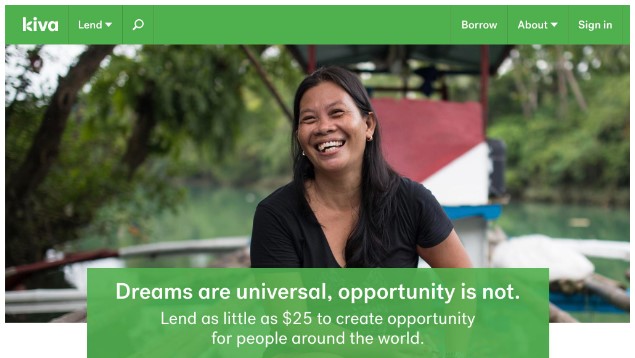 kiva
Lend
Borrow
About
Sign in
Dreams are universal, opportunity is not.
Lend as little as $25 to create opportunity
for people around the world.